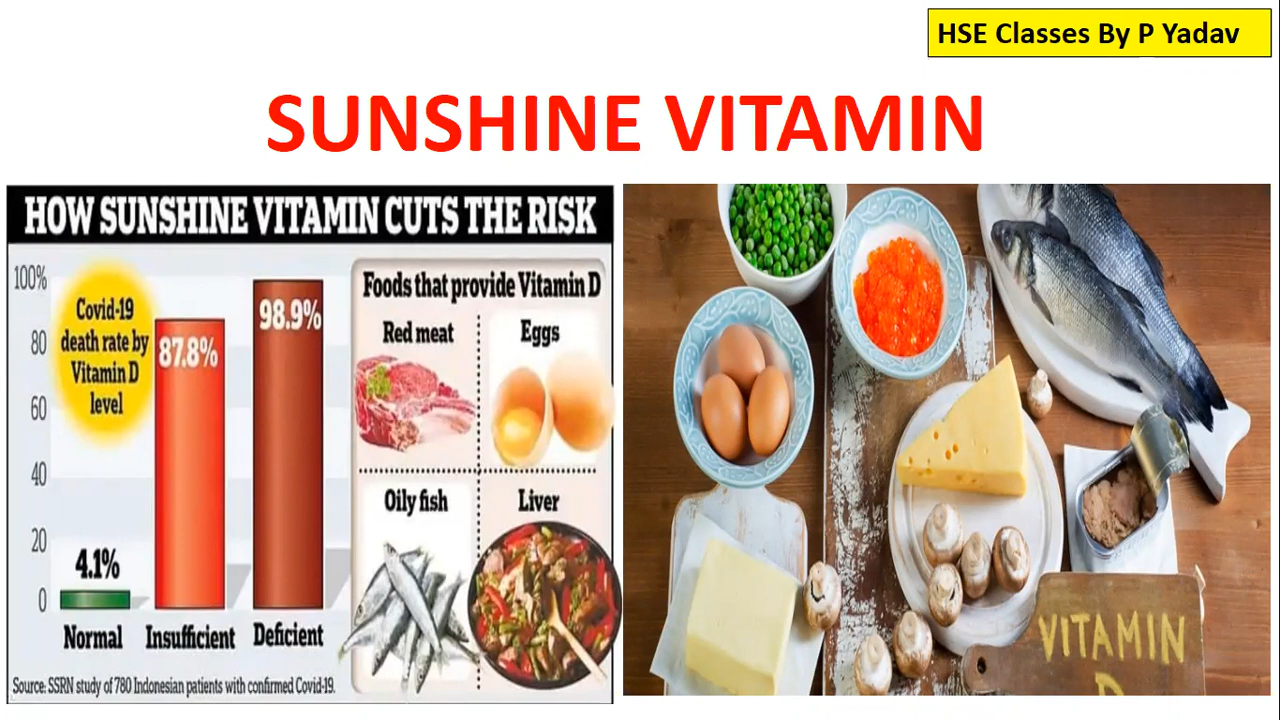 HSE Classes By P Yadav
SUNSHINE VITAMIN
HOW SUNSHINE VITAMIN CUTS THE RISK
100%
80
60
40
20
0
Covid-19
death rate by
Vitamin D
level
4.1%
87.8%
98.9%
Normal
Insufficient
Deficient
Foods that provide Vitamin D
Red meat
Eggs
Oily fish
Liver
Source: SSRN study of 780 Indonesian patients with confirmed Covid-19.
VITAMIN
D